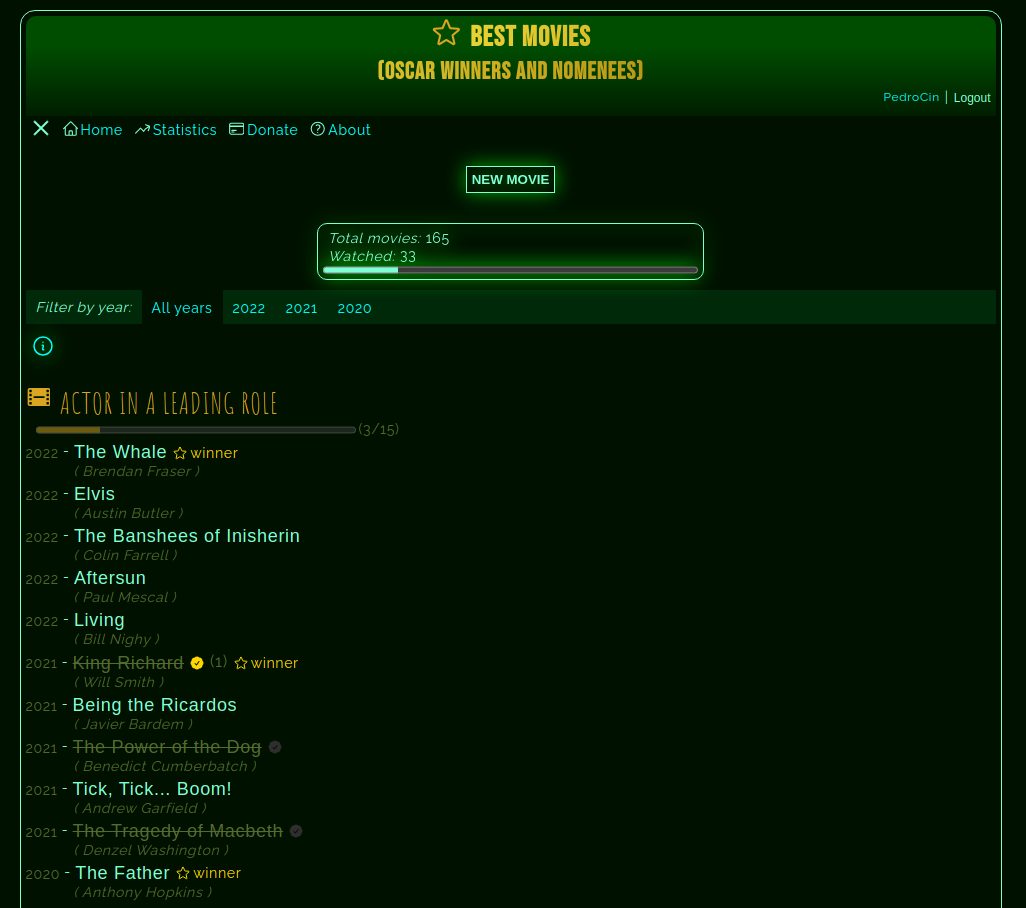 BEST MOVIES
(OSCAR WINNERS AND NOMENEES)
PedroCin | Logout
Home Statistics Donate About
NEW MOVIE
Total movies: 165
Watched: 33
Filter by year: All years 2022 2021 2020
ACTOR IN A LEADING ROLE
(3/15)
2022 - The Whale winner
( Brendan Fraser )
2022 - Elvis
( Austin Butler )
2022 - The Banshees of Inisherin
( Colin Farrell )
2022 - Aftersun
( Paul Mescal )
2022 - Living
( Bill Nighy )
2021 - King Richard (1) winner
( Will Smith )
2021 - Being the Ricardos
( Javier Bardem )
2021 - The Power of the Dog
( Benedict Cumberbatch )
2021 - Tick, Tick... Boom!
( Andrew Garfield )
2021 - The Tragedy of Macbeth
( Denzel Washington )
2020 - The Father winner
( Anthony Hopkins )